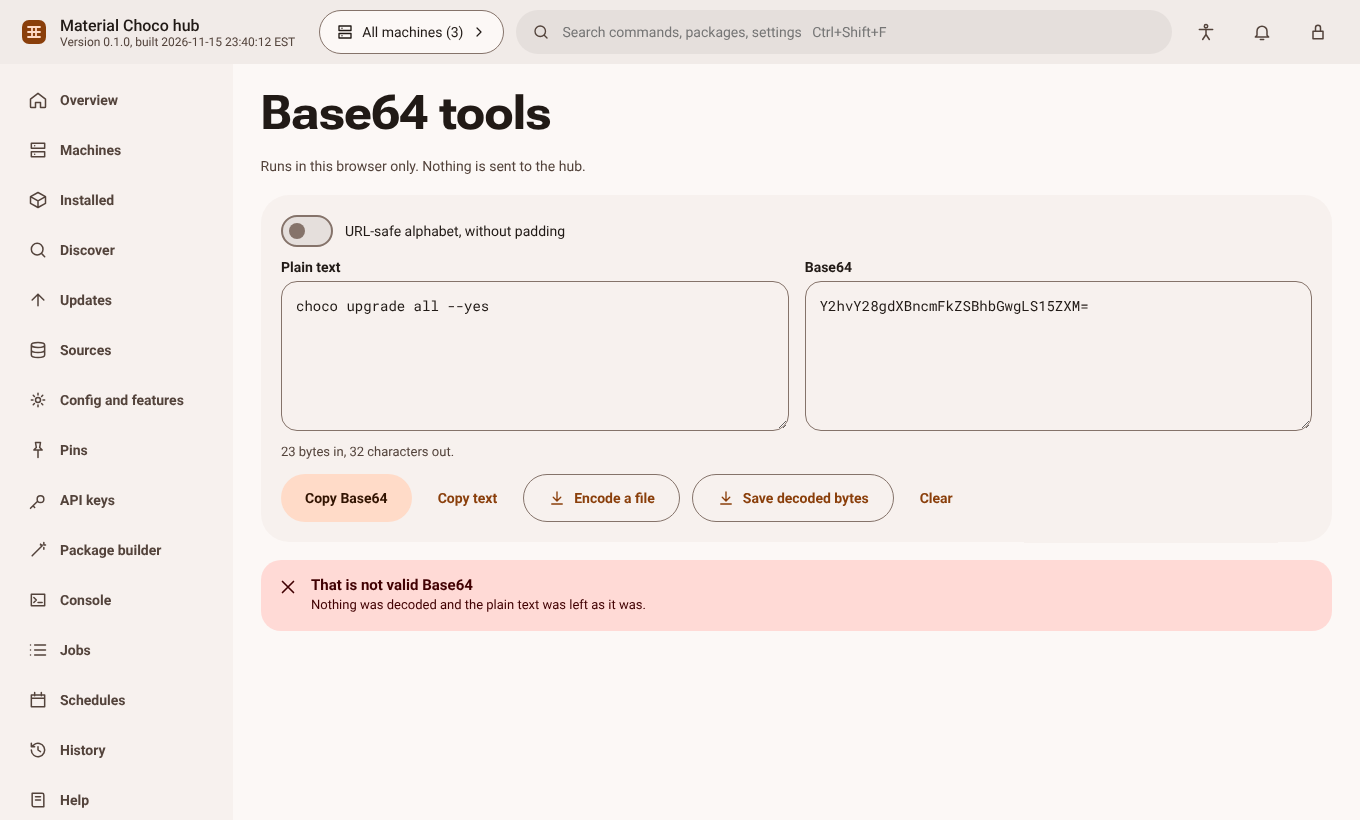 Material Choco hub
Version 0.1.0, built 2026-11-15 23:40:12 EST
All machines (3)
Search commands, packages, settings Ctrl+Shift+F
Overview
Machines
Installed
Discover
Updates
Sources
Config and features
Pins
API keys
Package builder
Console
Jobs
Schedules
History
Help
Base64 tools
Runs in this browser only. Nothing is sent to the hub.
URL-safe alphabet, without padding
Plain text
choco upgrade all --yes
Base64
Y2hvY28gdXBncmFkZSBhbGwgLS15ZXM=
23 bytes in, 32 characters out.
Copy Base64
Copy text
Encode a file
Save decoded bytes
Clear
That is not valid Base64
Nothing was decoded and the plain text was left as it was.